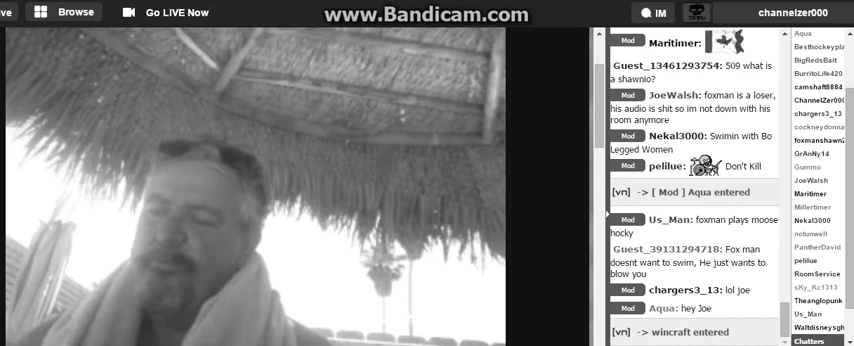 ve Browse Go LIVE Now www.Bandicam.com IM channelzer000
Mod Maritimer:
Guest_13461293754: 509 what is
a shawnio?
Mod JoeWalsh: foxman is a loser,
his audio is shit so im not down with his
room anymore
Mod Nekal3000: Swimin with Bo
Legged Women
Mod pelilue: Don't Kill
[vn] -> [ Mod ] Aqua entered
Mod Us_Man: foxman plays moose
hocky
Guest_39131294718: Fox man
doesnt want to swim, He just wants to
blow you
Mod chargers3_13: lol joe
Mod Aqua: hey Joe
[vn] -> wincraft entered
Aqua
Besthockeypla
BigRedsBait
BurritoLife420
camshaft8884
ChannelZer000
chargers3_13
cockneydonna
foxmanshawn2
GrAnNy14
Gummo
JoeWalsh
Maritimer
Millertimer
Nekal3000
notunwell
PantherDavid
pelilue
RoomService
sKy_Kc1313
Theanglopunk
Us_Man
Waltdisneysgh
Chatters